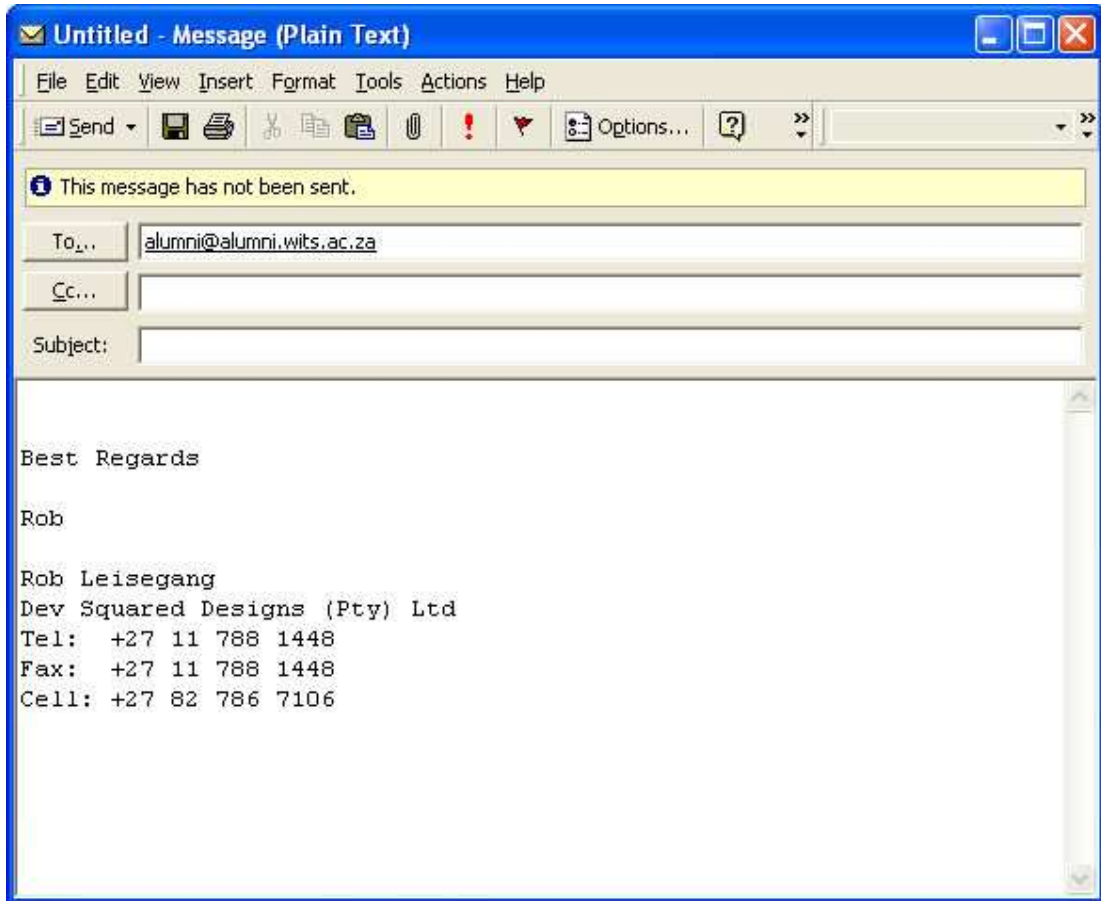 Untitled - Message (Plain Text)
File Edit View Insert Format Tools Actions Help
Send Options...
This message has not been sent.
To... alumni@alumni.wits.ac.za
Cc...
Subject:
Best Regards
Rob
Rob Leisegang
Dev Squared Designs (Pty) Ltd
Tel: +27 11 788 1448
Fax: +27 11 788 1448
Cell: +27 82 786 7106